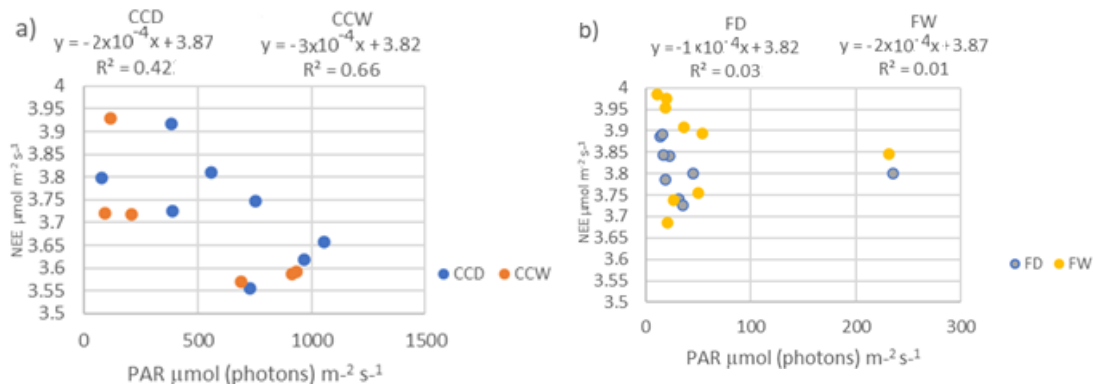 a)
CCD
y = -2x10⁻⁴x + 3.87
R² = 0.42
CCW
y = -3x10⁻⁴x + 3.82
R² = 0.66
NEE µmol m⁻² s⁻³
4
3.95
3.9
3.85
3.8
3.75
3.7
3.65
3.6
3.55
3.5
0 500 1000 1500
PAR µmol (photons) m-² s-¹
CCD CCW
b)
FD
y = -1x10⁻⁴x + 3.82
R² = 0.03
FW
y = -2x10⁻⁴x + 3.87
R² = 0.01
NEE µmol m⁻² s⁻³
4
3.95
3.9
3.85
3.8
3.75
3.7
3.65
3.6
3.55
3.5
0 100 200 300
PAR µmol (photons) m-² s-¹
FD FW